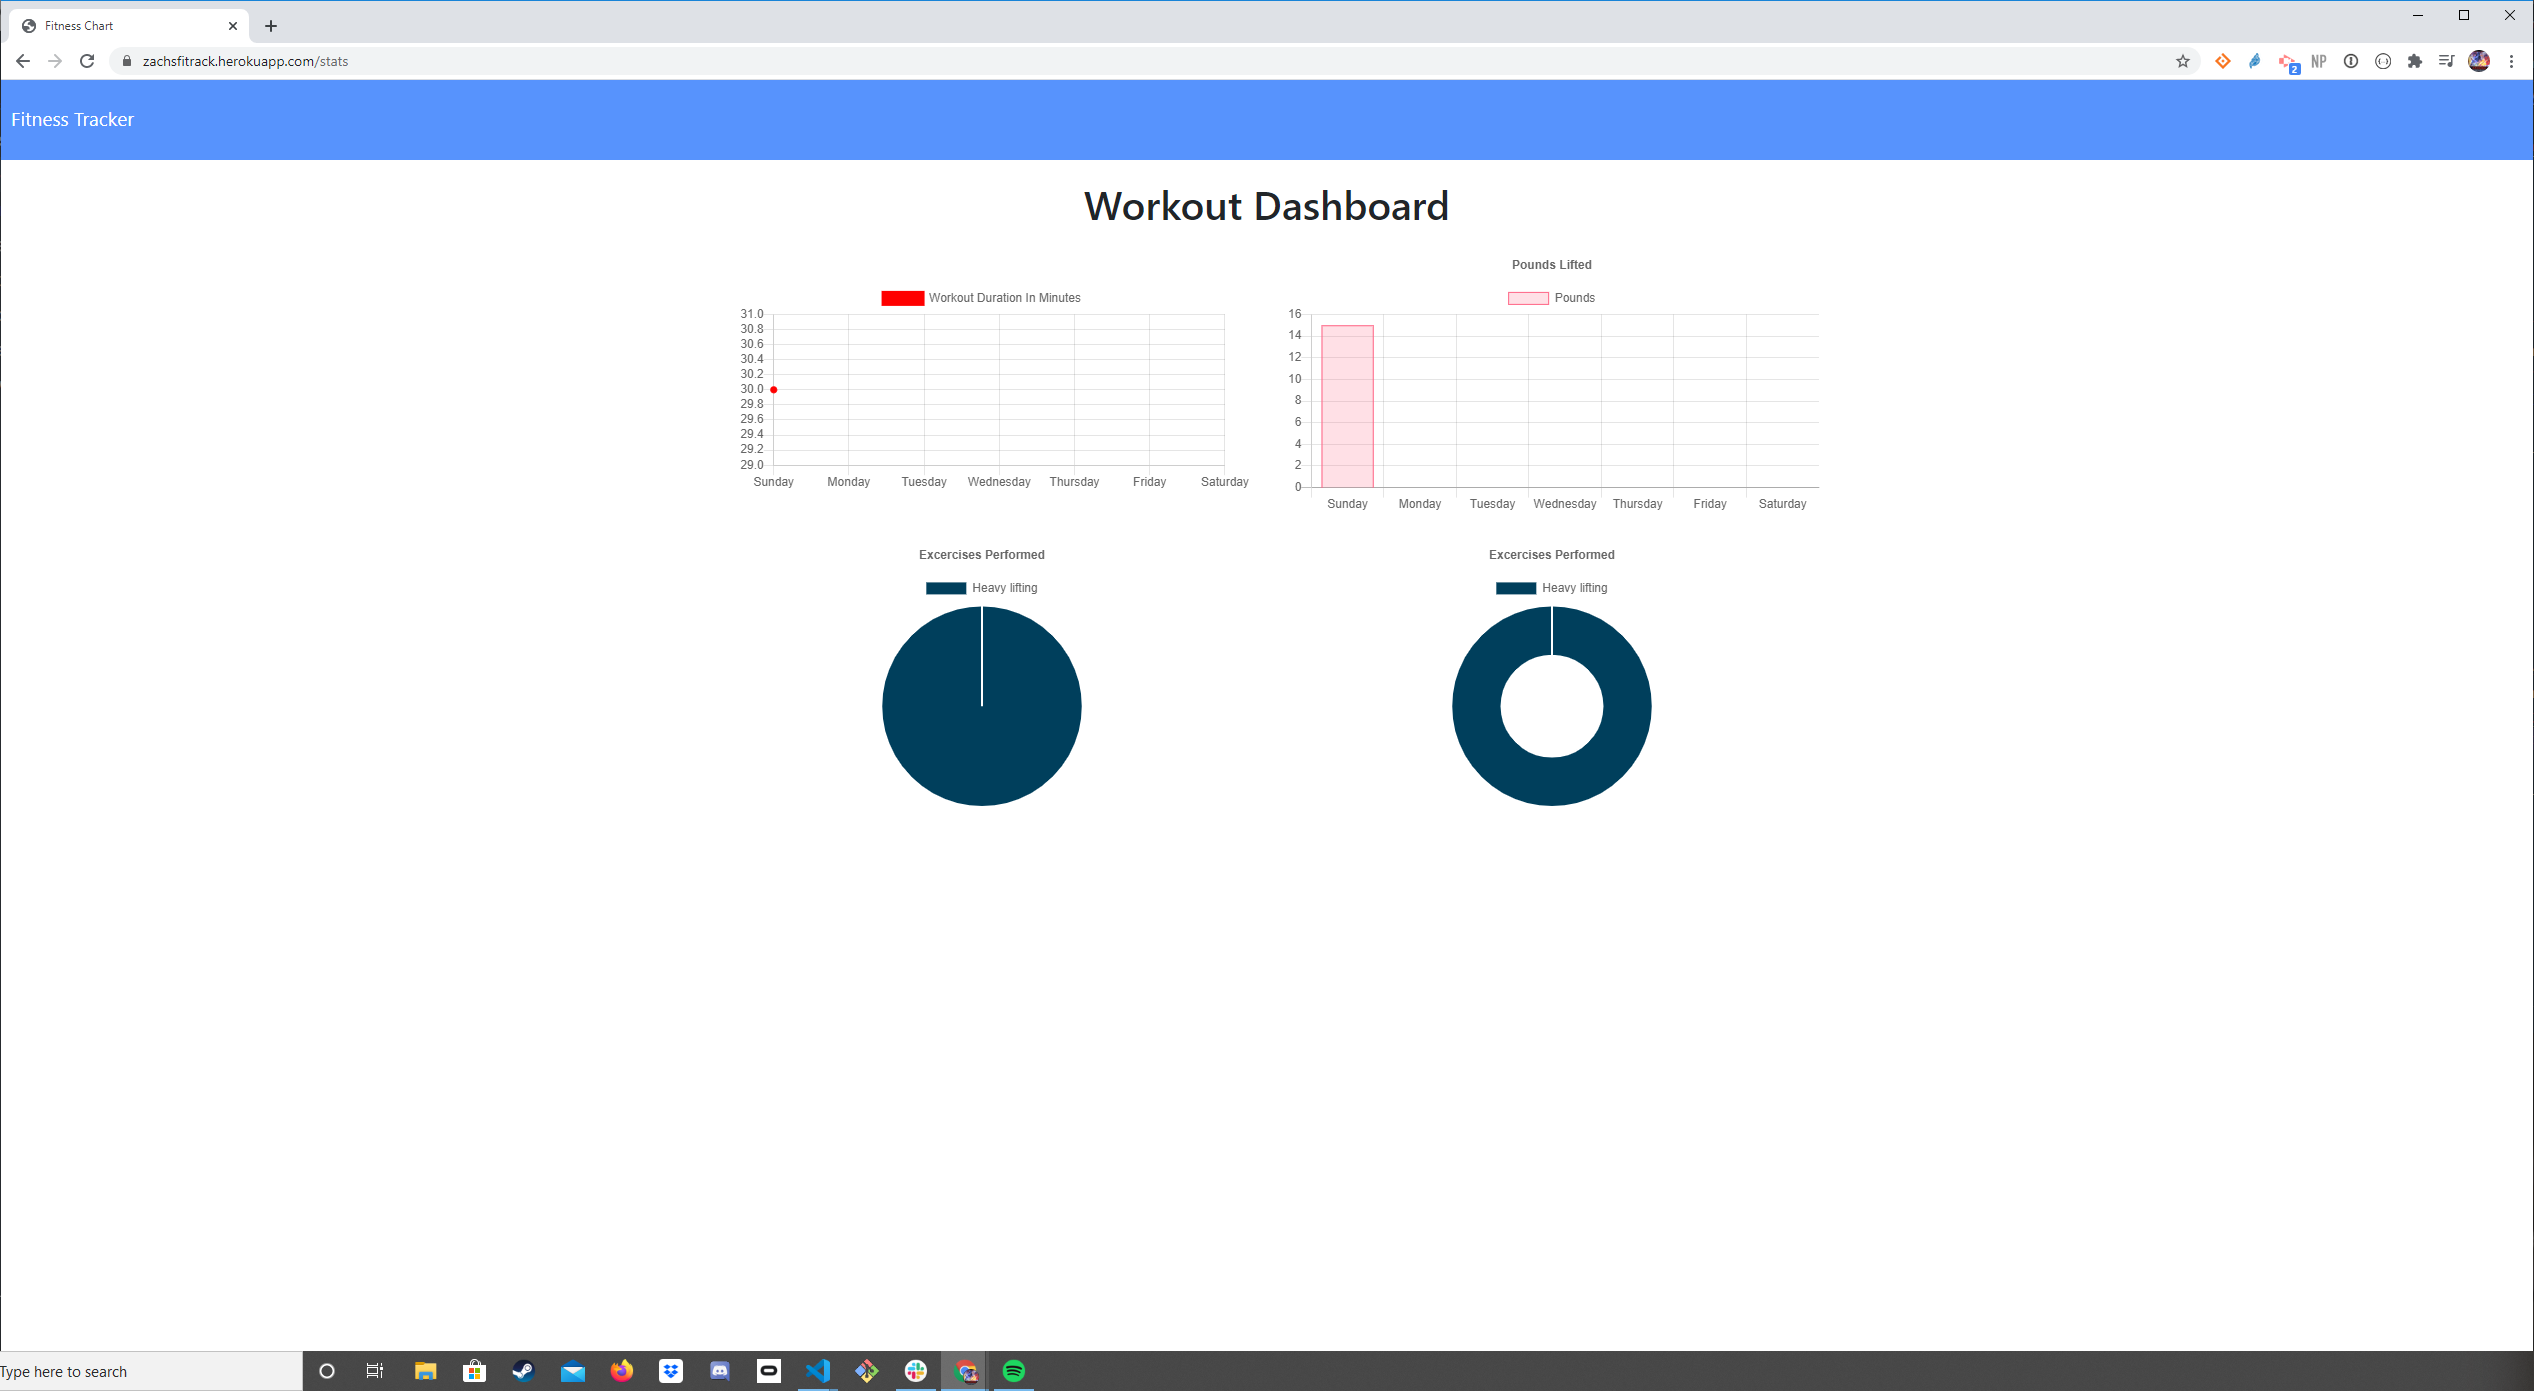 Fitness Chart
zachsfitrack.herokuapp.com/stats
NP
2
Fitness Tracker
Workout Dashboard
Workout Duration In Minutes
31.0
30.8
30.6
30.4
30.2
30.0
29.8
29.6
29.4
29.2
29.0
Sunday Monday Tuesday Wednesday Thursday Friday Saturday
Pounds Lifted
Pounds
16
14
12
10
8
6
4
2
0
Sunday Monday Tuesday Wednesday Thursday Friday Saturday
Excercises Performed
Heavy lifting
Excercises Performed
Heavy lifting
Type here to search